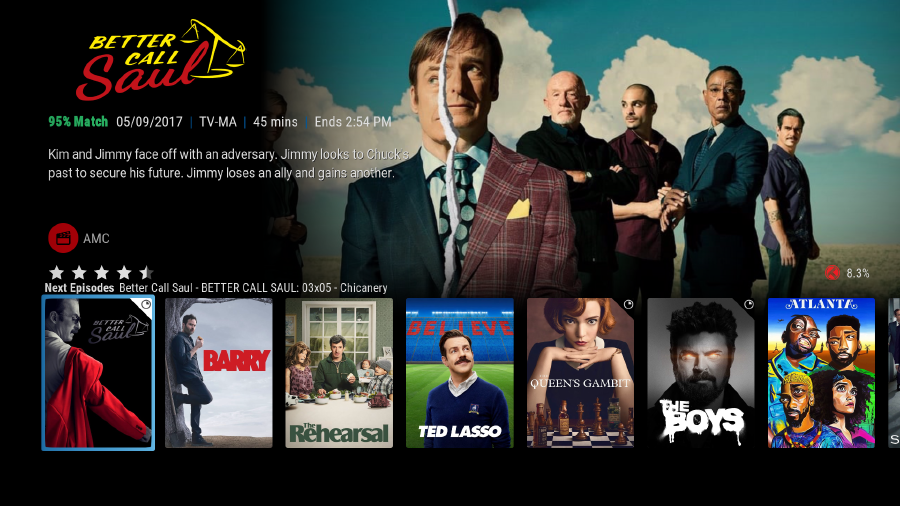 BETTER
CALL
Saul
95% Match 05/09/2017 | TV-MA | 45 mins | Ends 2:54 PM
Kim and Jimmy face off with an adversary. Jimmy looks to Chuck's
past to secure his future. Jimmy loses an ally and gains another.
AMC
8.3%
Next Episodes Better Call Saul - BETTER CALL SAUL: 03x05 - Chicanery
BETTER
CALL
Saul
BARRY
The
Rehearsal
BELIEVE
TED LASSO
QUEEN'S GAMBIT
THE
BOYS
ATLANTA
S